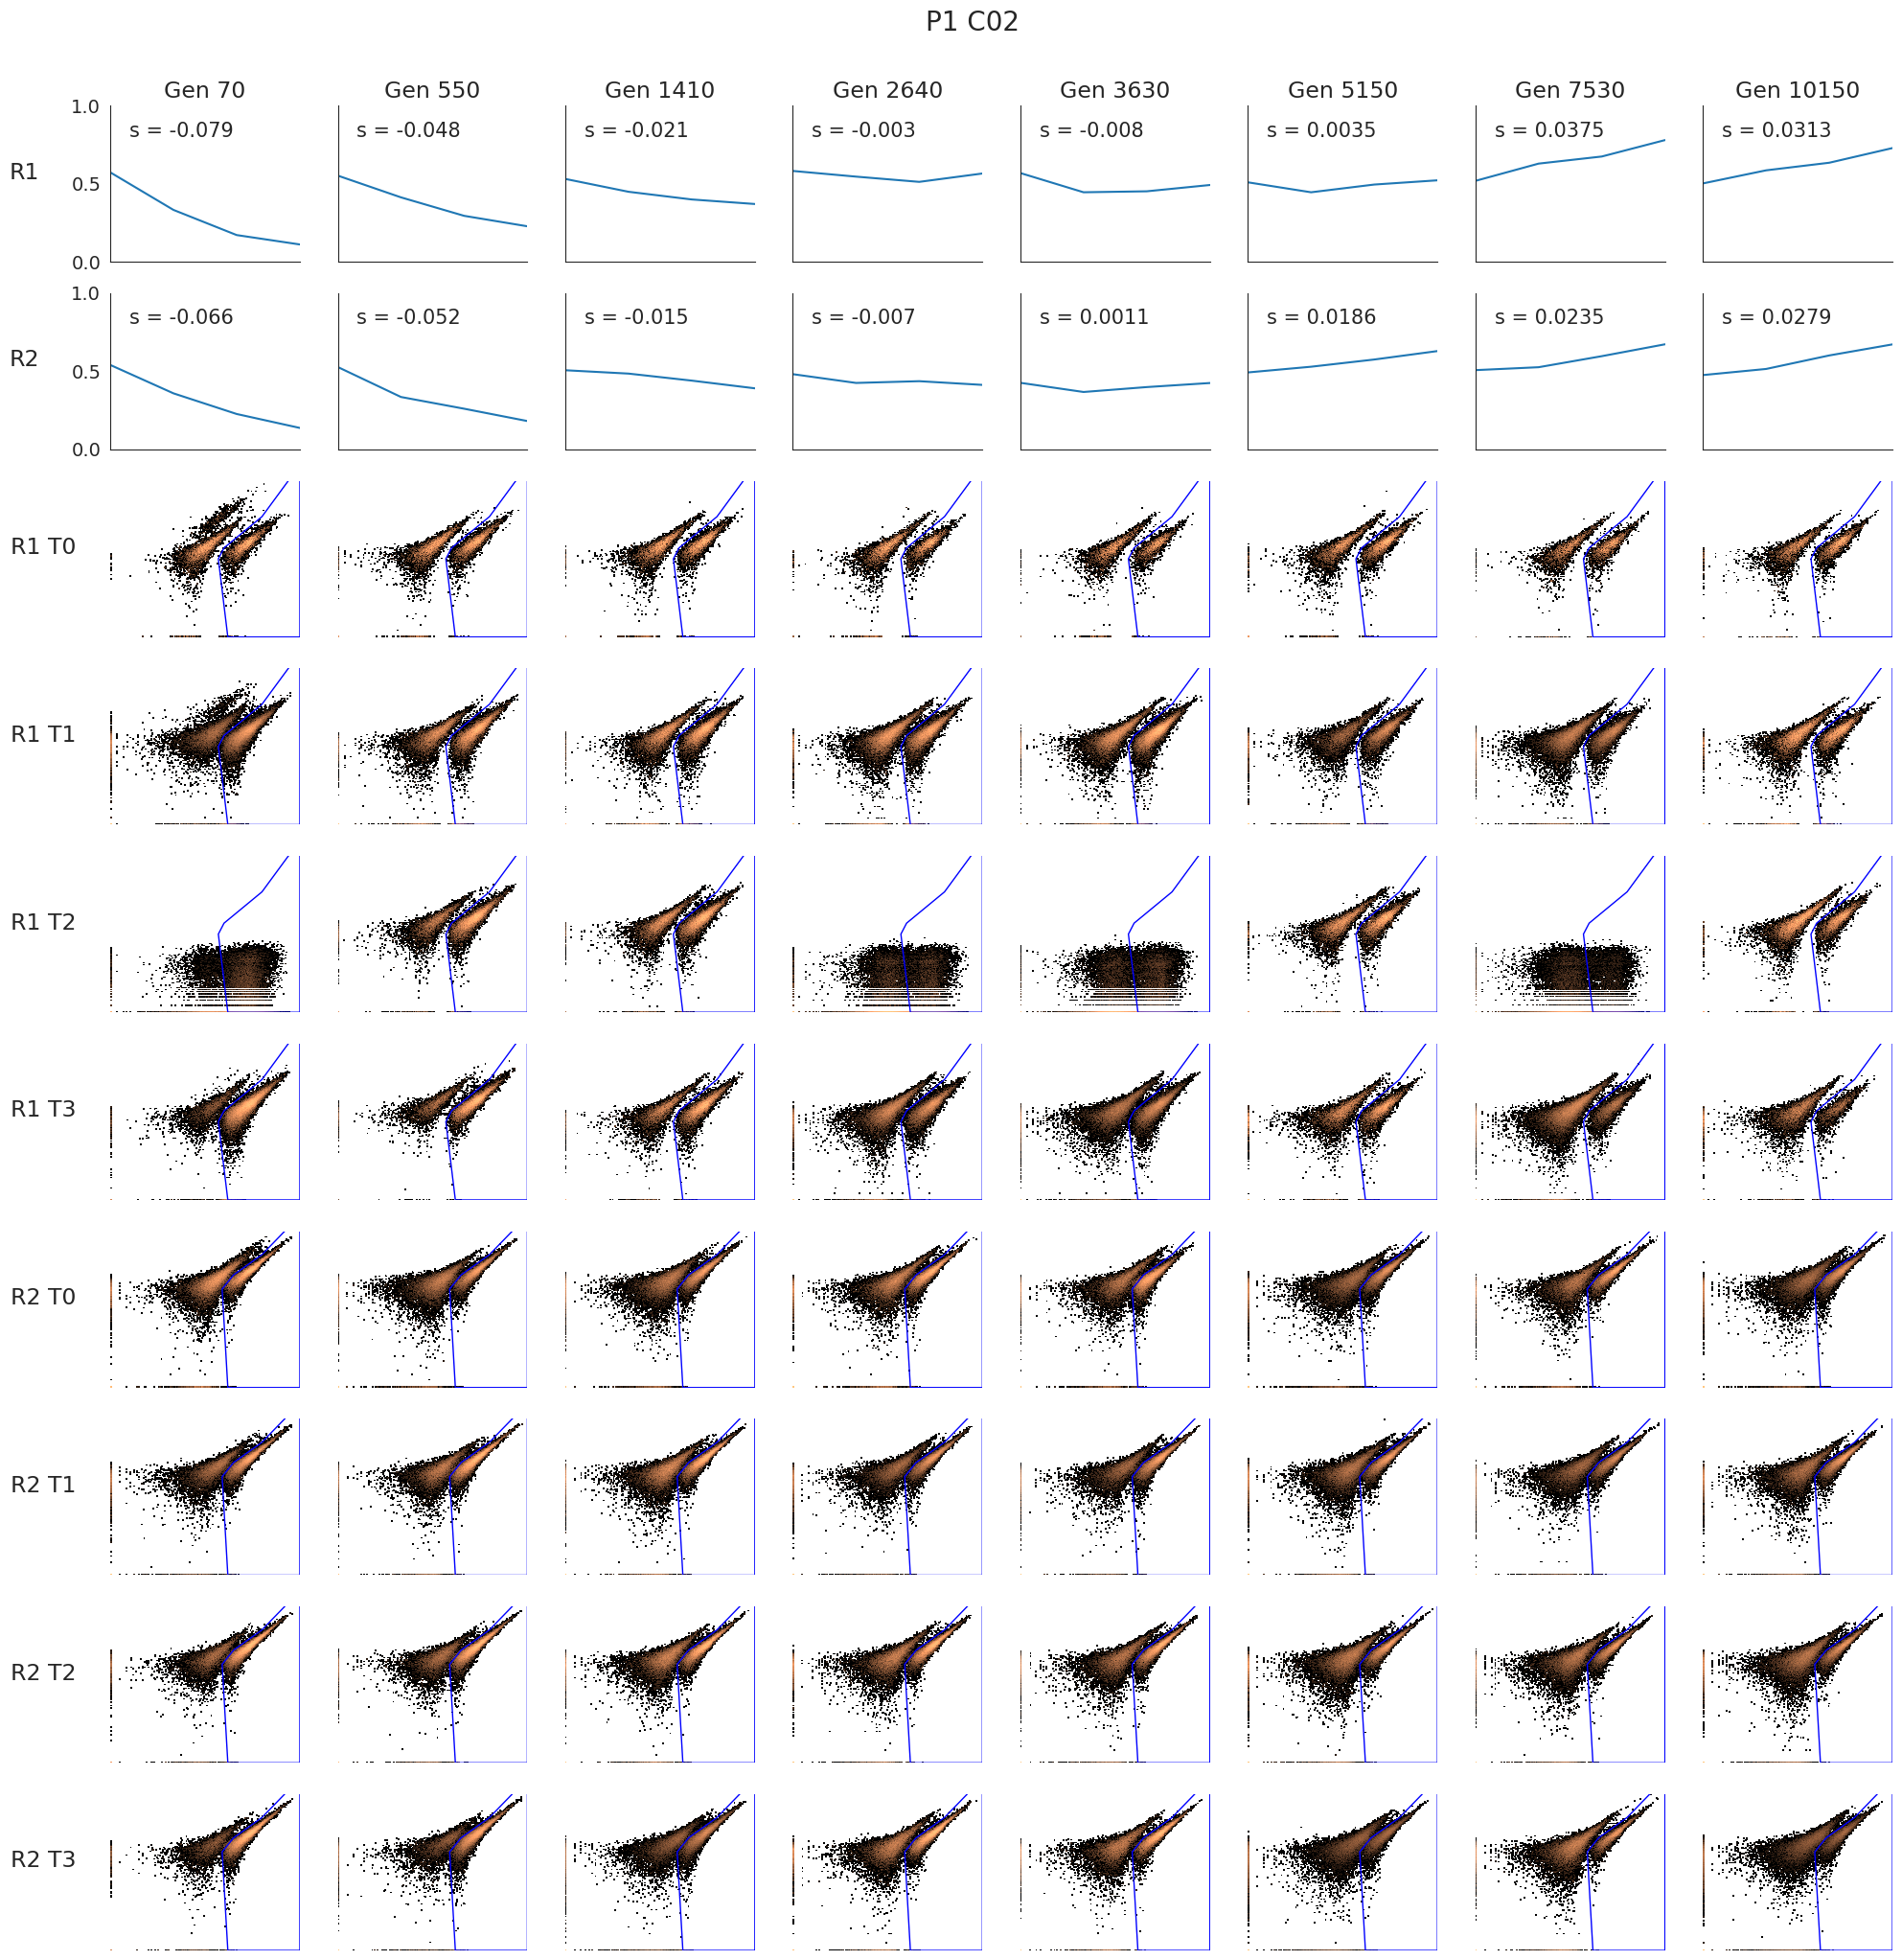 P1 C02
Gen 70 Gen 550 Gen 1410 Gen 2640 Gen 3630 Gen 5150 Gen 7530 Gen 10150
1.0
s = -0.079 s = -0.048 s = -0.021 s = -0.003 s = -0.008 s = 0.0035 s = 0.0375 s = 0.0313
R1
0.5
0.0
1.0
s = -0.066 s = -0.052 s = -0.015 s = -0.007 s = 0.0011 s = 0.0186 s = 0.0235 s = 0.0279
R2
0.5
0.0
R1 T0
R1 T1
R1 T2
R1 T3
R2 T0
R2 T1
R2 T2
R2 T3